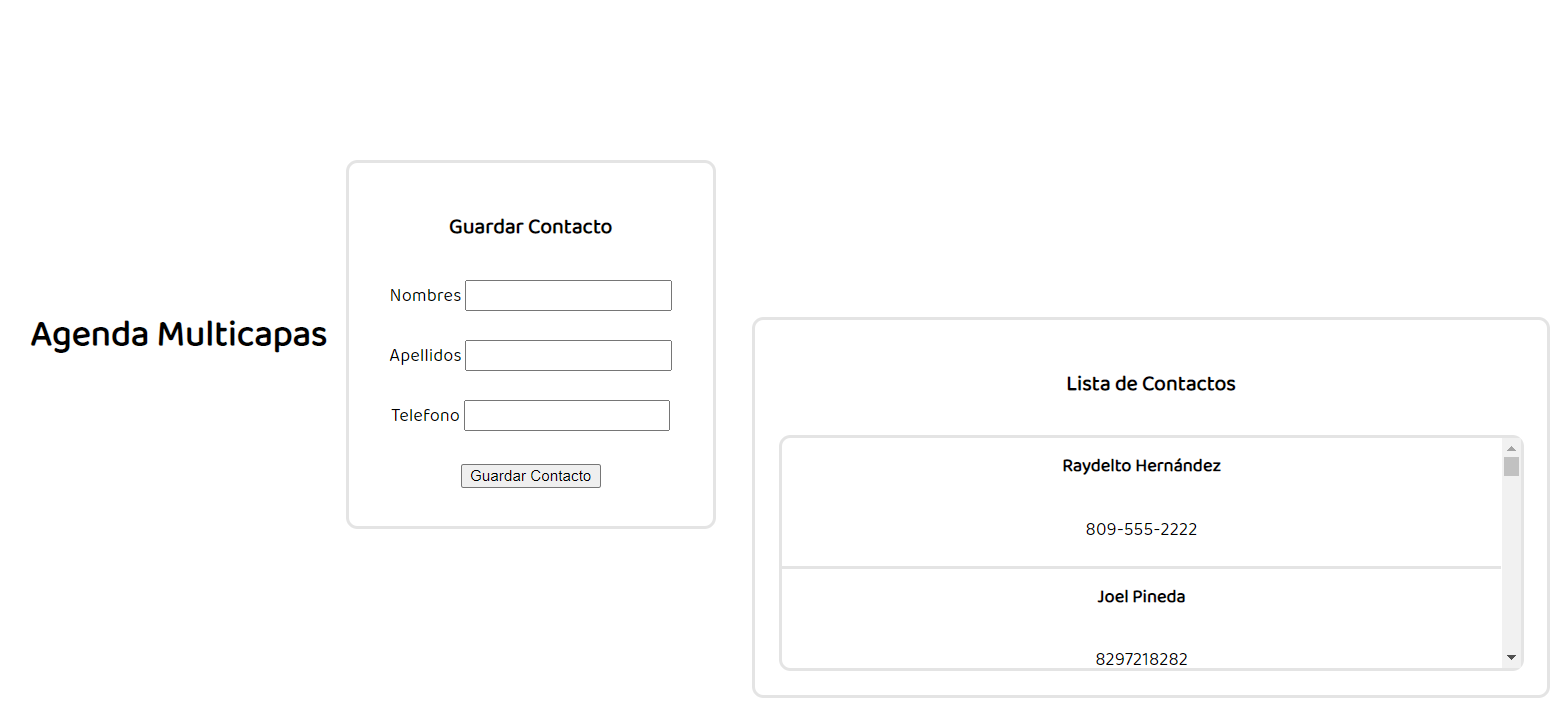 Agenda Multicapas
Guardar Contacto
Nombres
Apellidos
Telefono
Guardar Contacto
Lista de Contactos
Raydelto Hernández
809-555-2222
Joel Pineda
8297218282